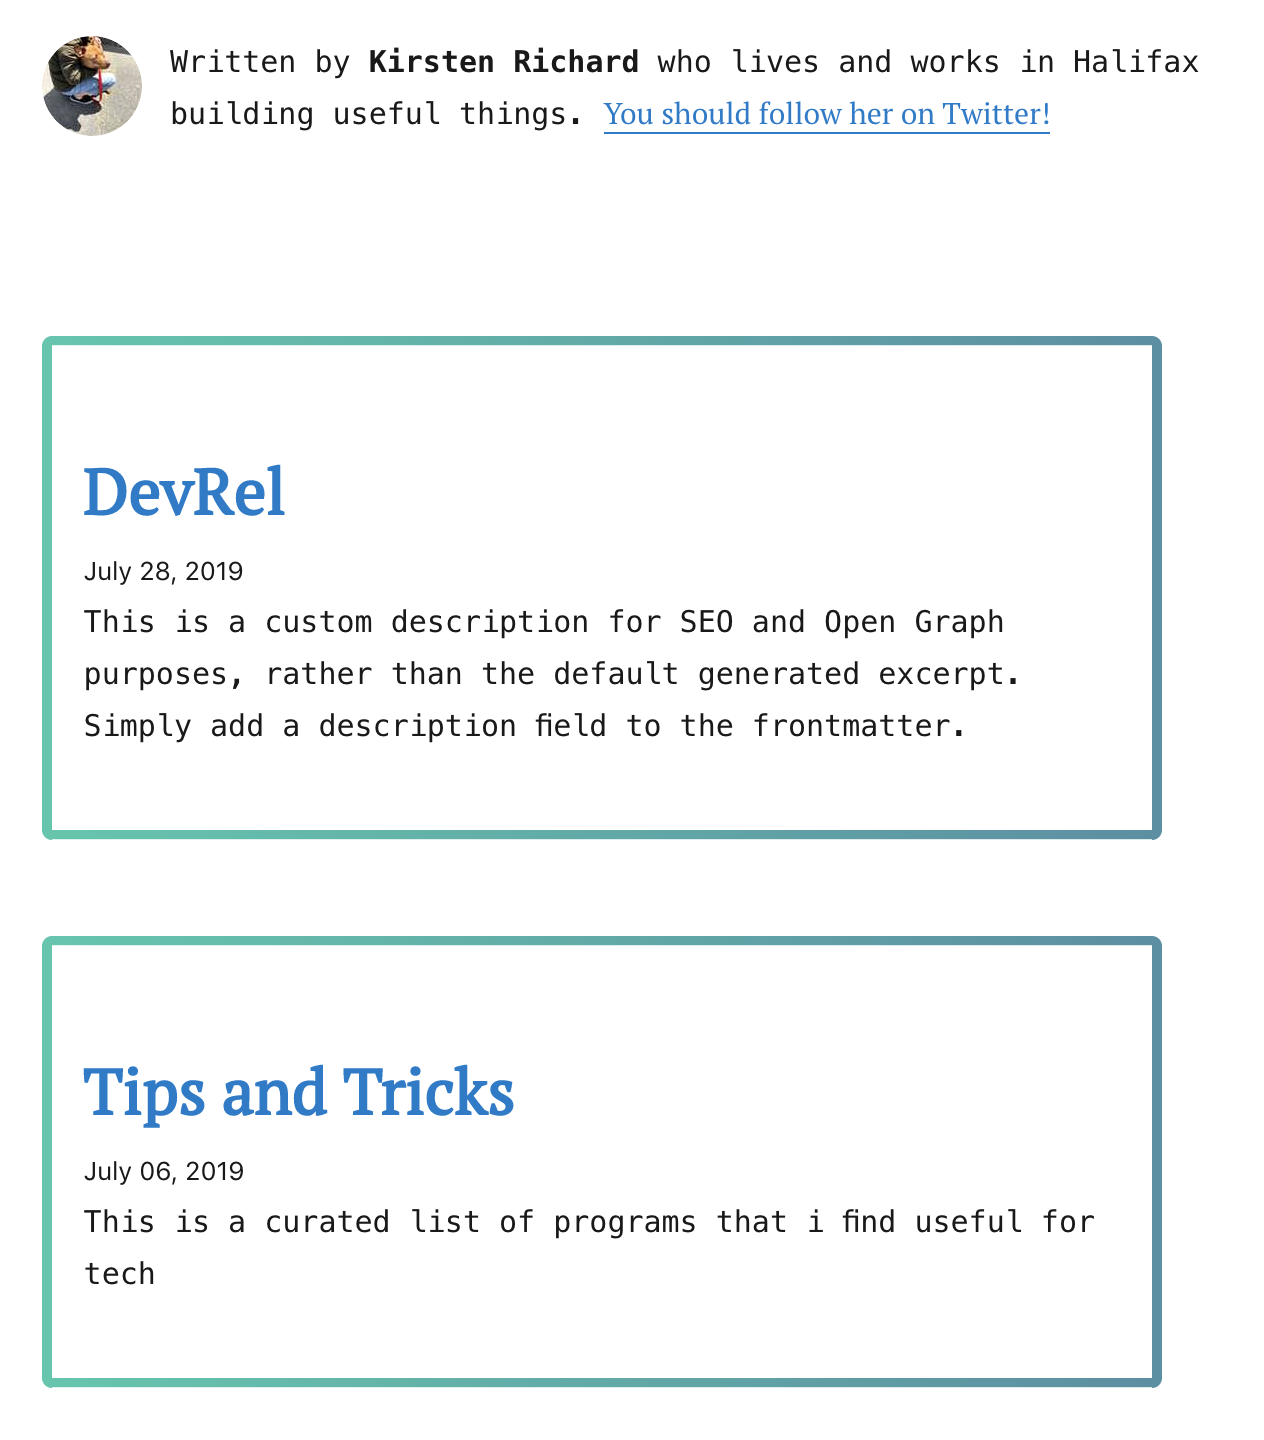 Written by Kirsten Richard who lives and works in Halifax
building useful things. You should follow her on Twitter!
DevRel
July 28, 2019
This is a custom description for SEO and Open Graph
purposes, rather than the default generated excerpt.
Simply add a description field to the frontmatter.
Tips and Tricks
July 06, 2019
This is a curated list of programs that i find useful for
tech